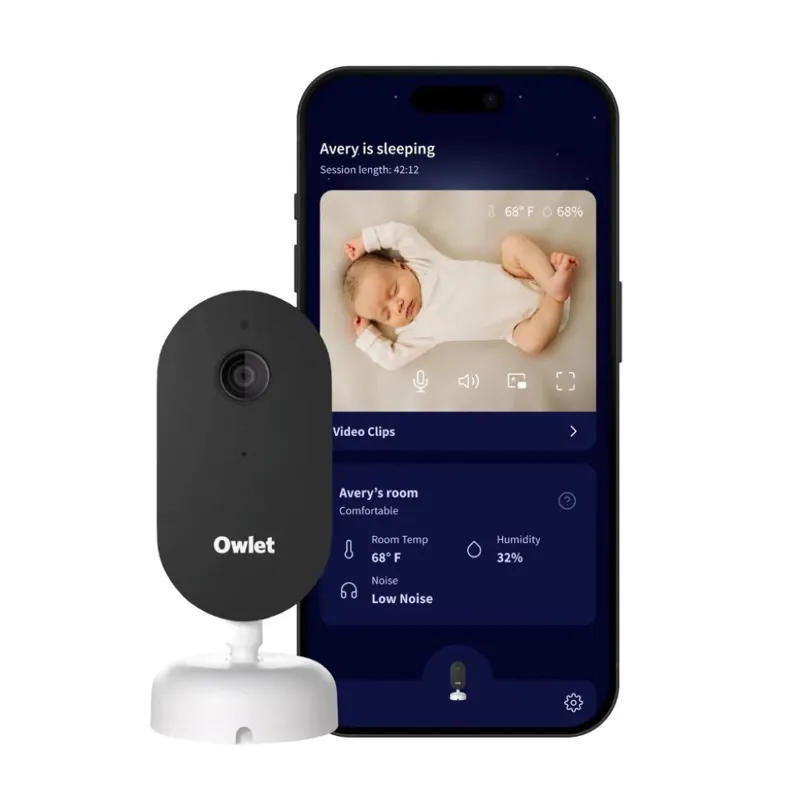 Avery is sleeping
Session length: 42:12
68° F 68%
Video Clips
Avery's room
Comfortable
Room Temp
68° F
Humidity
32%
Noise
Low Noise
Owlet